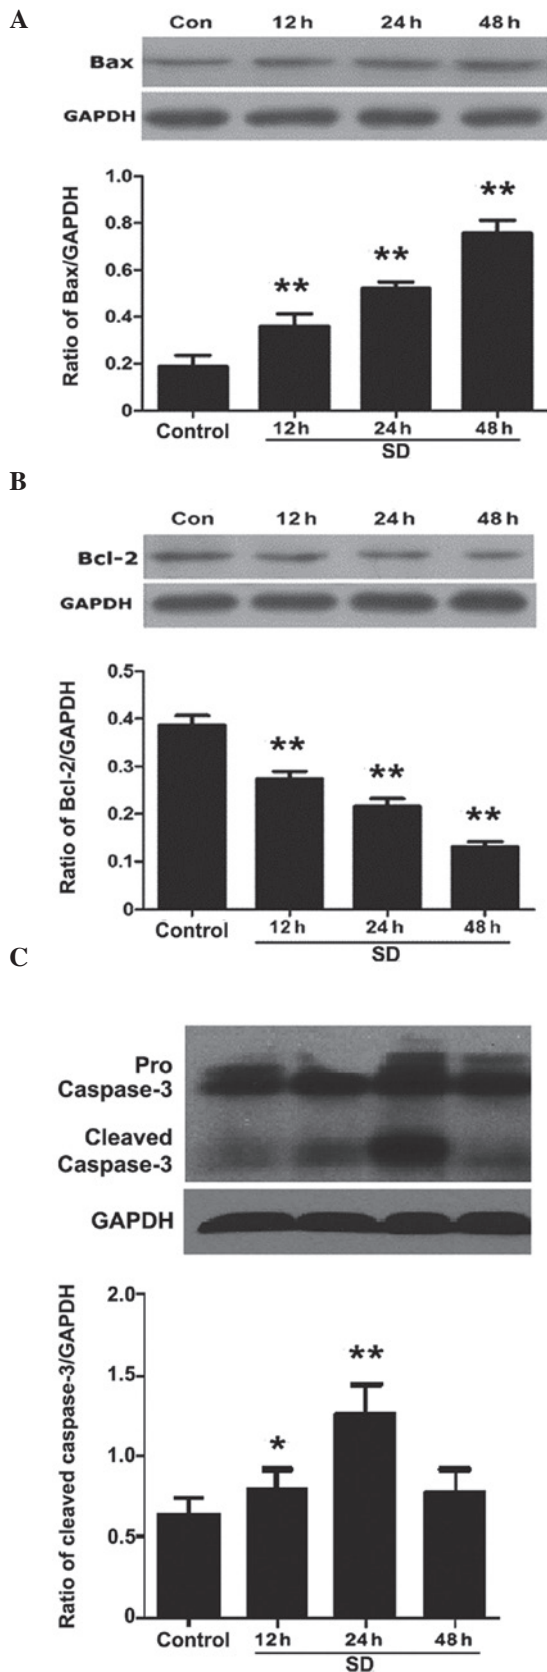 A
Con 12 h 24 h 48 h
Bax
GAPDH
Ratio of Bax/GAPDH
1.0
0.8
0.6
0.4
0.2
0
**
**
**
Control 12 h 24 h 48 h
SD
B
Con 12 h 24 h 48 h
Bcl-2
GAPDH
Ratio of Bcl-2/GAPDH
0.5
0.4
0.3
0.2
0.1
0
**
**
**
Control 12 h 24 h 48 h
SD
C
Pro
Caspase-3
Cleaved
Caspase-3
GAPDH
Ratio of cleaved caspase-3/GAPDH
2.0
1.5
1.0
0.5
0
*
**
Control 12 h 24 h 48 h
SD